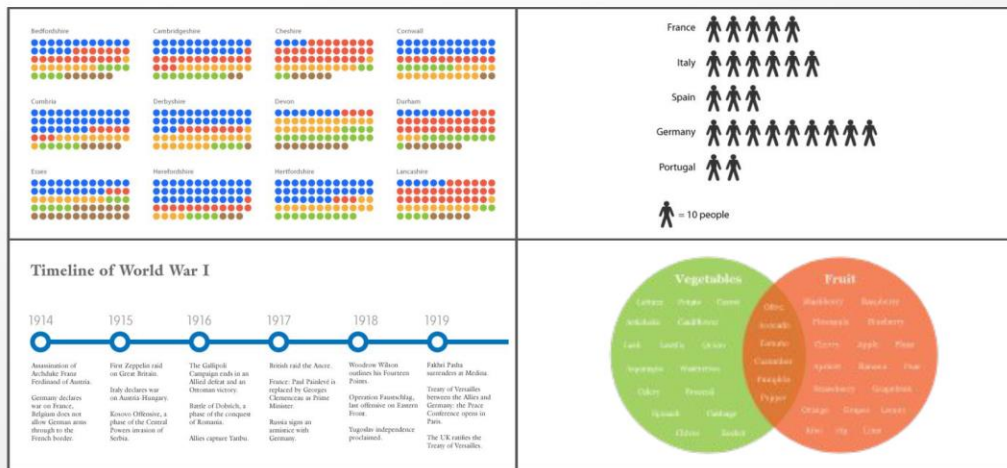 Bedfordshire
Cambridgeshire
Cheshire
Cornwall
Cumbria
Derbyshire
Devon
Durham
Essex
Herefordshire
Hertfordshire
Lancashire
France
Italy
Spain
Germany
Portugal
= 10 people
Timeline of World War I
1914
1915
1916
1917
1918
1919
Assassination of
Archduke Franz
Ferdinand of Austria.
Germany declares
war on France,
Belgium does not
allow German arms
through to the
French border.
First Zeppelin raid
on Great Britain.
Italy declares war
on Austria-Hungary.
Kosovo Offensive, a
phase of the Central
Powers invasion of
Serbia.
The Gallipoli
Campaign ends in an
Allied defeat and an
Ottoman victory.
Battle of Dobrich, a
phase of the conquest
of Romania.
Allies capture Yanbu.
British raid the Ancre.
France: Paul Painlevé is
replaced by Georges
Clemenceau as Prime
Minister.
Russia signs an
armistice with
Germany.
Woodrow Wilson
outlines his Fourteen
Points.
Operation Faustschlag,
last offensive on Eastern
Front.
Yugoslav independence
proclaimed.
Fakhri Pasha
surrenders at Medina.
Treaty of Versailles
between the Allies and
Germany: the Peace
Conference opens in
Paris.
The UK ratifies the
Treaty of Versailles.
Vegetables
Lettuce Potato Carrot
Artichoke Cauliflower
Leek Lentils Onion
Asparagus
Celery Broccoli
Spinach Cabbage
Chives Radish
Olive
Avocado
Tomato
Cucumber
Pumpkin
Pepper
Fruit
Blackberry Raspberry
Pineapple Blueberry
Cherry Apple Plum
Apricot Banana Pear
Strawberry Grapefruit
Orange Grapes Lemon
Kiwi Fig Lime